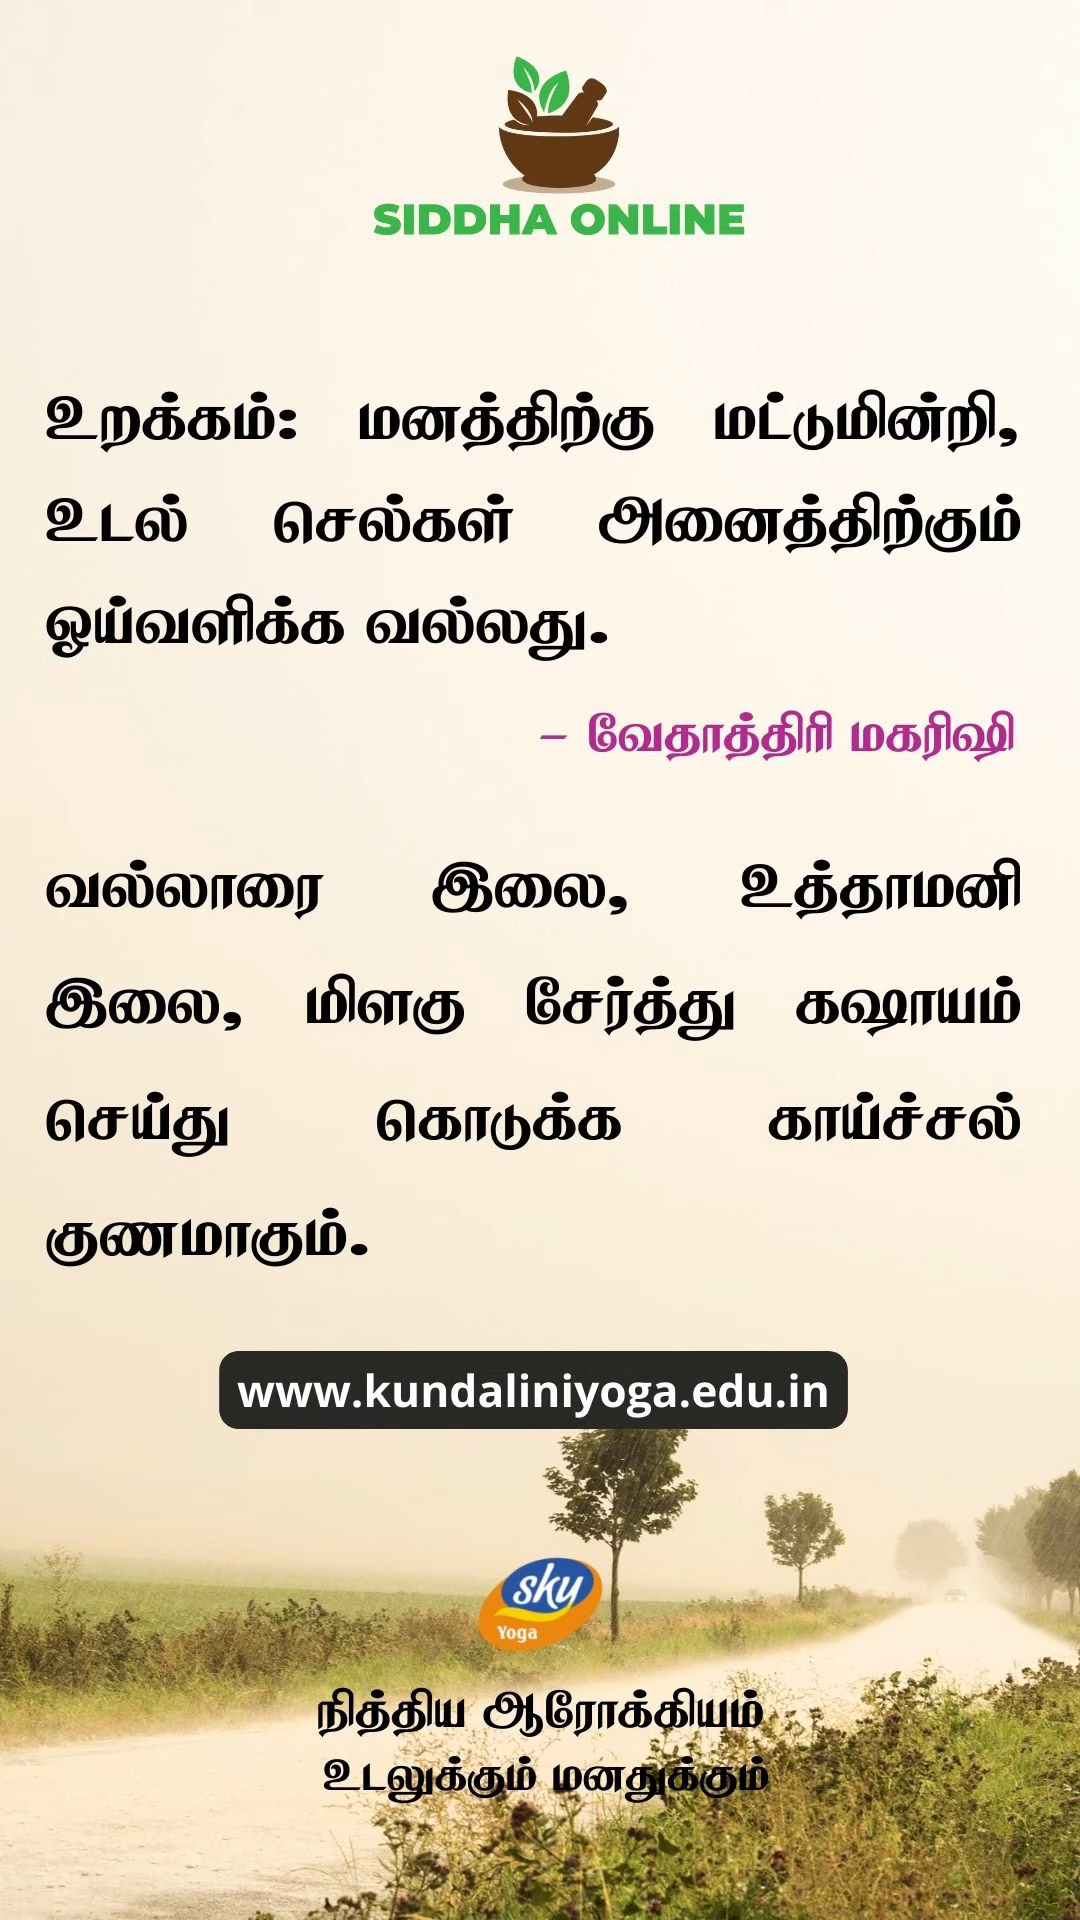 SIDDHA ONLINE
உறக்கம்: மனத்திற்கு மட்டுமின்றி,
உடல் செல்கள் அனைத்திற்கும்
ஓய்வளிக்க வல்லது.
- வேதாத்திரி மகரிஷி
வல்லாரை இலை, உத்தாமனி
இலை, மிளகு சேர்த்து கஷாயம்
செய்து கொடுக்க காய்ச்சல்
குணமாகும்.
www.kundaliniyoga.edu.in
sky
Yoga
நித்திய ஆரோக்கியம்
உடலுக்கும் மனதுக்கும்